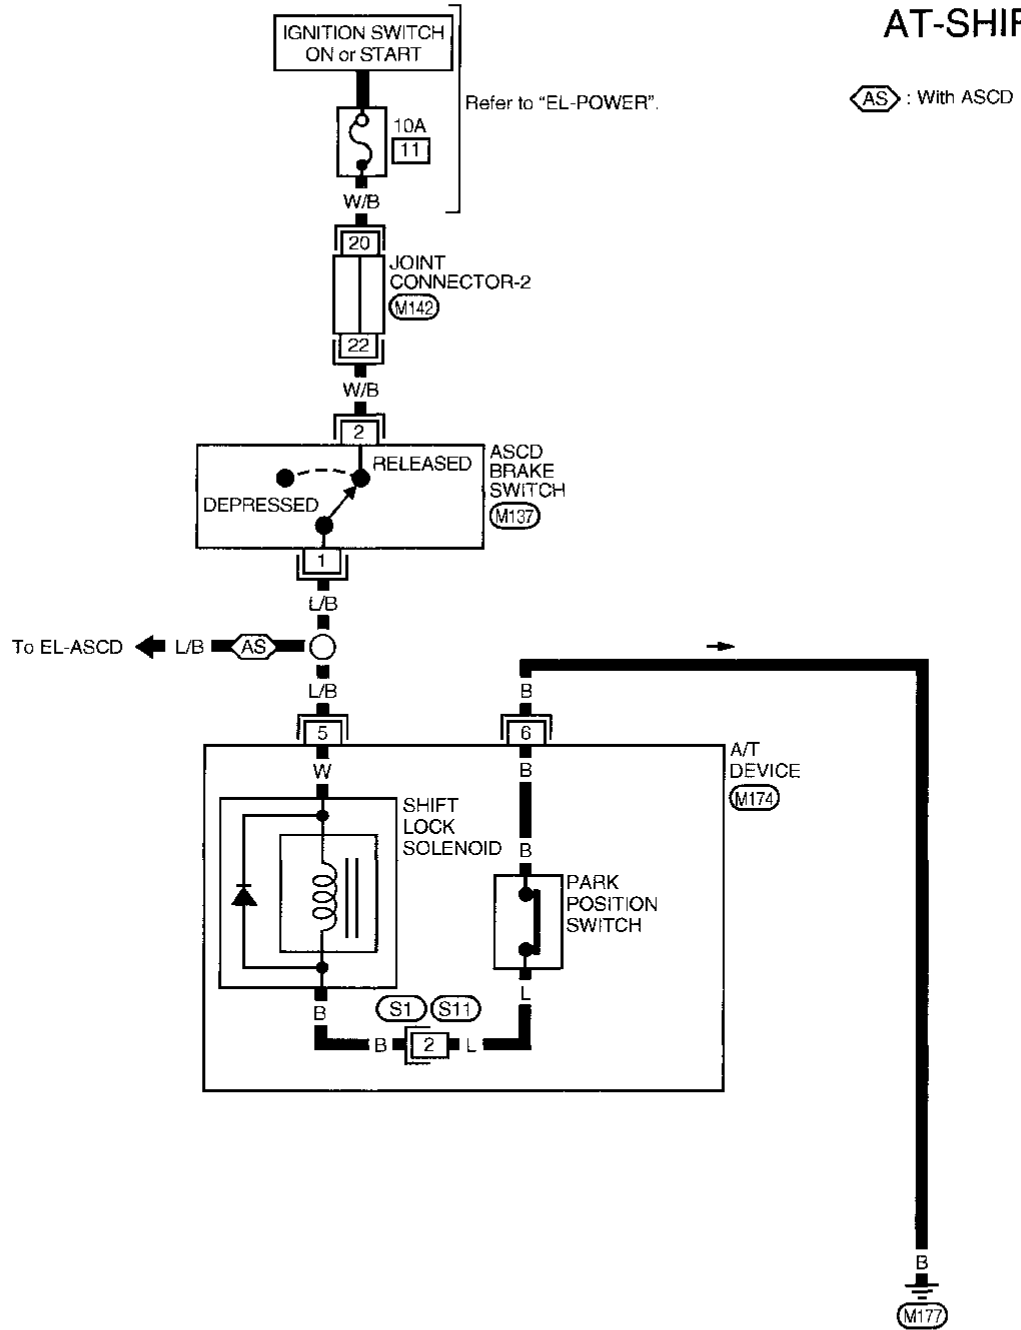 AT-SHIF
IGNITION SWITCH
ON or START
Refer to “EL-POWER”.
AS : With ASCD
10A
11
W/B
20
JOINT
CONNECTOR-2
M142
22
W/B
2
RELEASED
DEPRESSED
ASCD
BRAKE
SWITCH
M137
1
L/B
To EL-ASCD L/B AS
L/B
B
5
6
W
B
A/T
DEVICE
M174
SHIFT
LOCK
SOLENOID
B
PARK
POSITION
SWITCH
L
B
S1 S11
B 2 L
B
M177